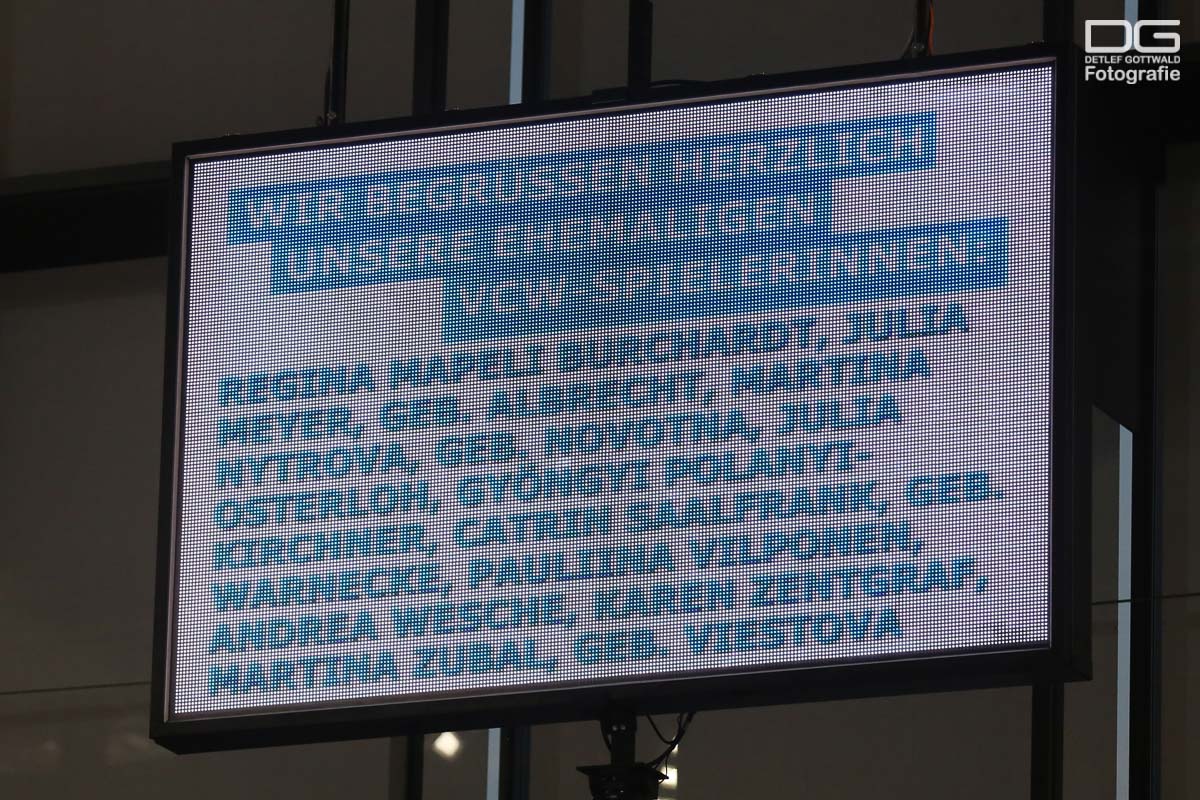 WIR BEGRÜSSEN HERZLICH
UNSERE EHEMALIGEN
VCW-SPIELERINNEN:
REGINA MAPELI BURCHARDT, JULIA
MEYER, GEB. ALBRECHT, MARTINA
NYTROVA, GEB. NOVOTNA, JULIA
OSTERLOH, GYÖNGYI POLANYI-
KIRCHNER, CATRIN SAALFRANK, GEB.
WARNECKE, PAULIINA VILPONEN,
ANDREA WESCHE, KAREN ZENTGRAF,
MARTINA ZUBAL, GEB. VIESTOVA
DG
DETLEF GOTTWALD
Fotografie